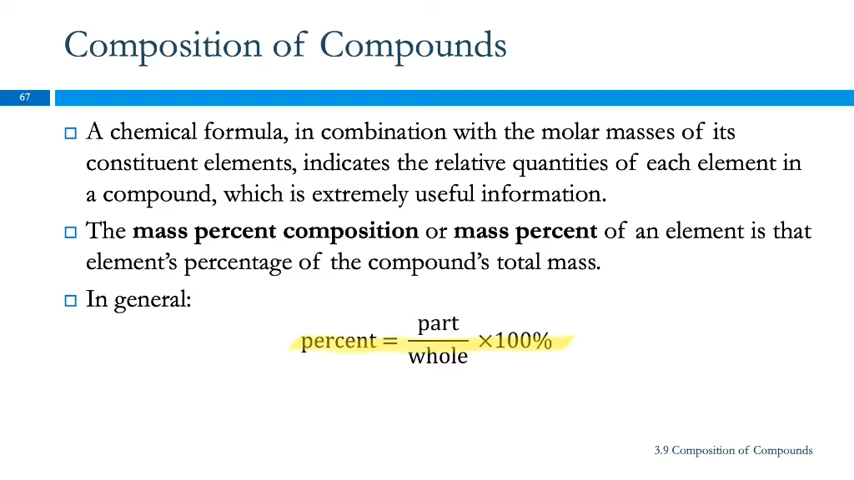 Composition of Compounds
67
A chemical formula, in combination with the molar masses of its
constituent elements, indicates the relative quantities of each element in
a compound, which is extremely useful information.
The mass percent composition or mass percent of an element is that
element's percentage of the compound's total mass.
In general:
percent = part/whole ×100%
3.9 Composition of Compounds